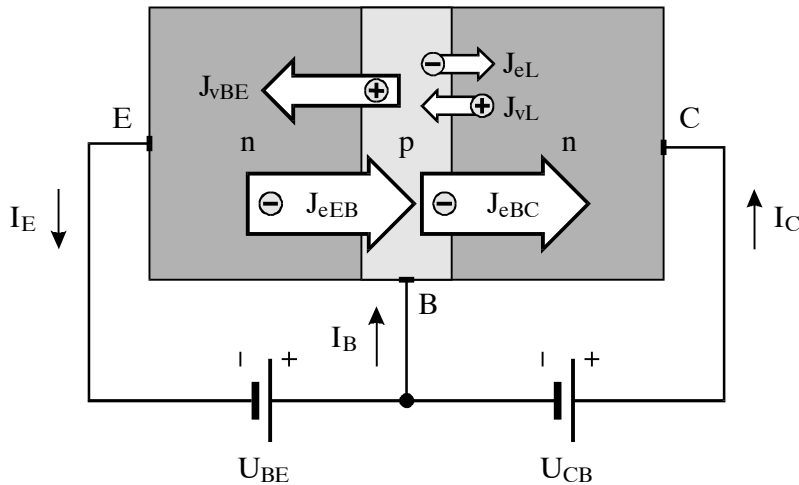 J_vBE
J_eL
J_vL
E
C
n
p
n
J_eEB
J_eBC
I_E
I_C
B
I_B
- +
- +
U_BE
U_CB